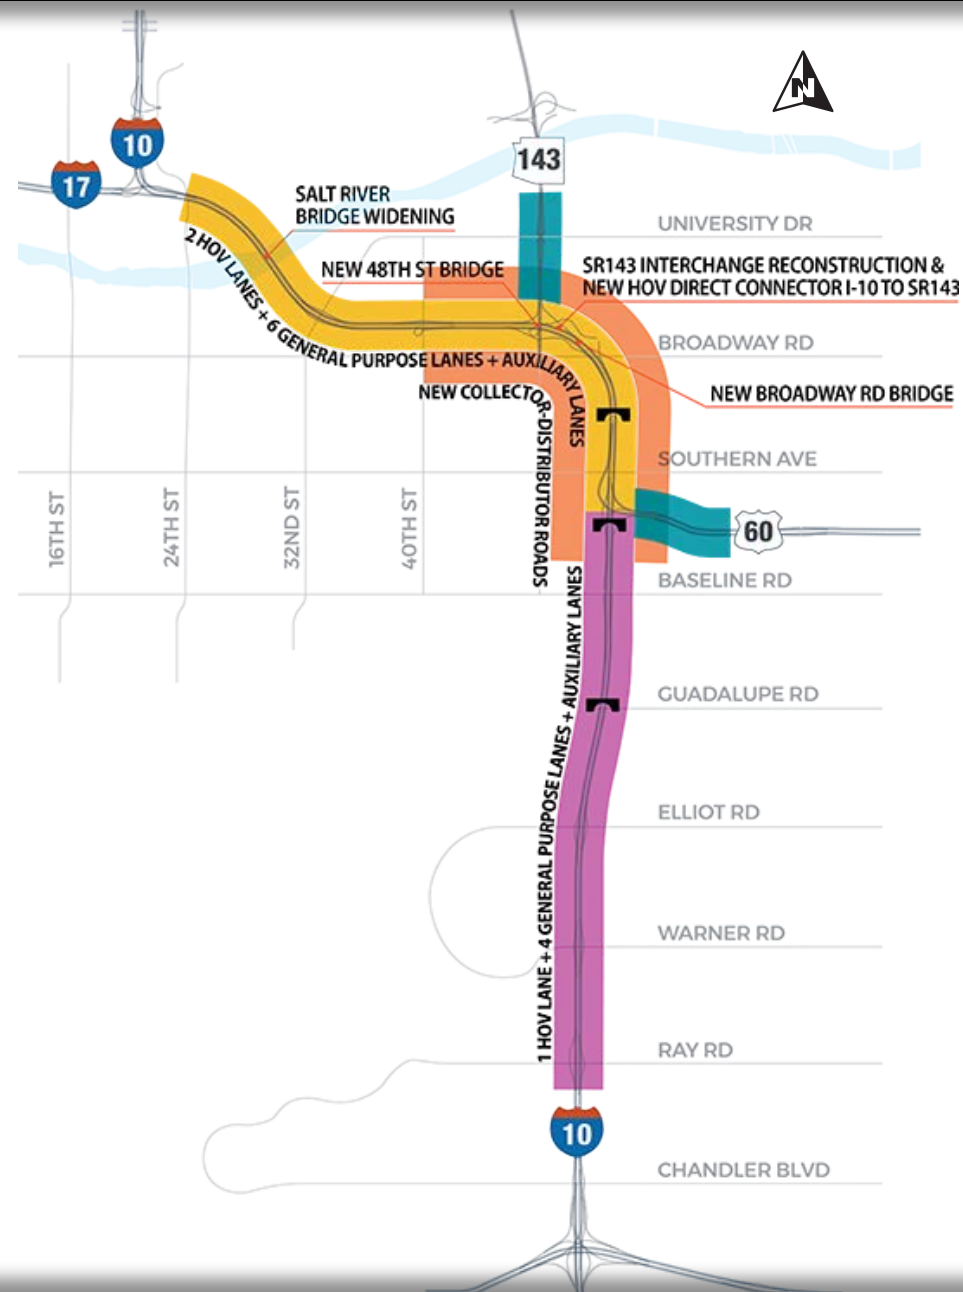 N
10
17
143
SALT RIVER
BRIDGE WIDENING
UNIVERSITY DR
NEW 48TH ST BRIDGE
SR143 INTERCHANGE RECONSTRUCTION &
NEW HOV DIRECT CONNECTOR I-10 TO SR143
2 HOV LANES + 6 GENERAL PURPOSE LANES + AUXILIARY LANES
BROADWAY RD
NEW COLLECTOR-DISTRIBUTOR ROADS
NEW BROADWAY RD BRIDGE
SOUTHERN AVE
16TH ST
24TH ST
32ND ST
40TH ST
60
BASELINE RD
1 HOV LANE + 4 GENERAL PURPOSE LANES + AUXILIARY LANES
GUADALUPE RD
ELLIOT RD
WARNER RD
RAY RD
10
CHANDLER BLVD